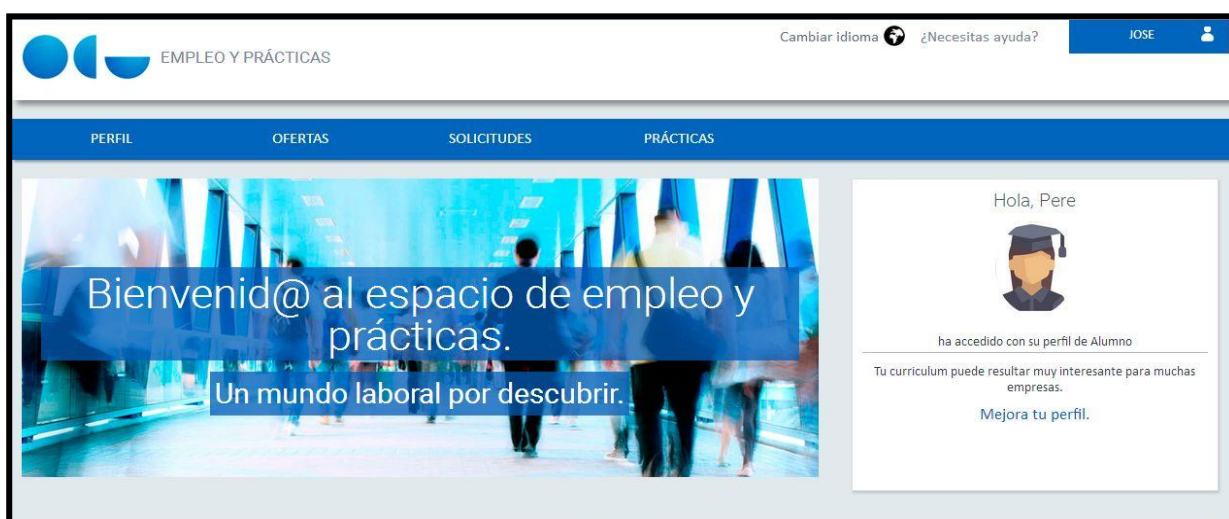 EMPLEO Y PRÁCTICAS
Cambiar idioma
¿Necesitas ayuda?
JOSE
PERFIL
OFERTAS
SOLICITUDES
PRÁCTICAS
Bienvenid@ al espacio de empleo y
prácticas.
Un mundo laboral por descubrir.
Hola, Pere
ha accedido con su perfil de Alumno
Tu curriculum puede resultar muy interesante para muchas
empresas.
Mejora tu perfil.